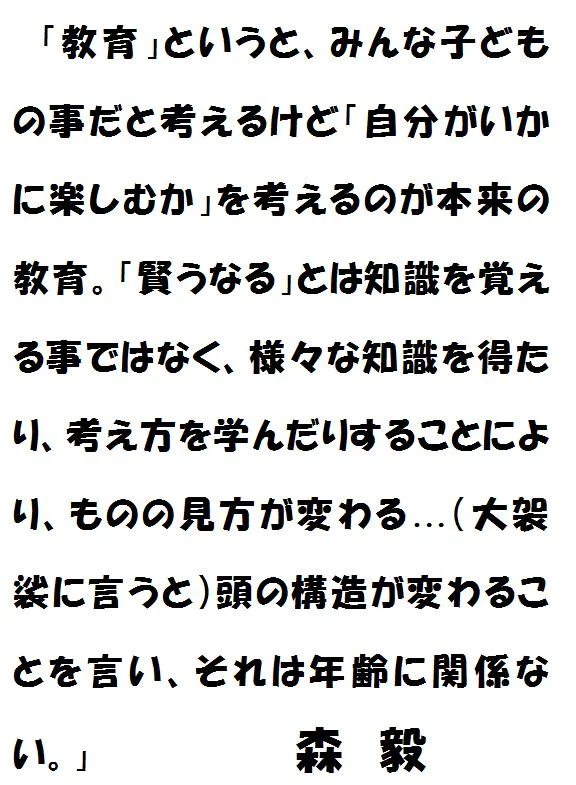 「教育」というと、みんな子ども
の事だと考えるけど「自分がいか
に楽しむか」を考えるのが本来の
教育。「賢うなる」とは知識を覚え
る事ではなく、様々な知識を得た
り、考え方を学んだりすることによ
り、ものの見方が変わる…(大袈
裟に言うと)頭の構造が変わるこ
とを言い、それは年齢に関係な
い。」　森　毅